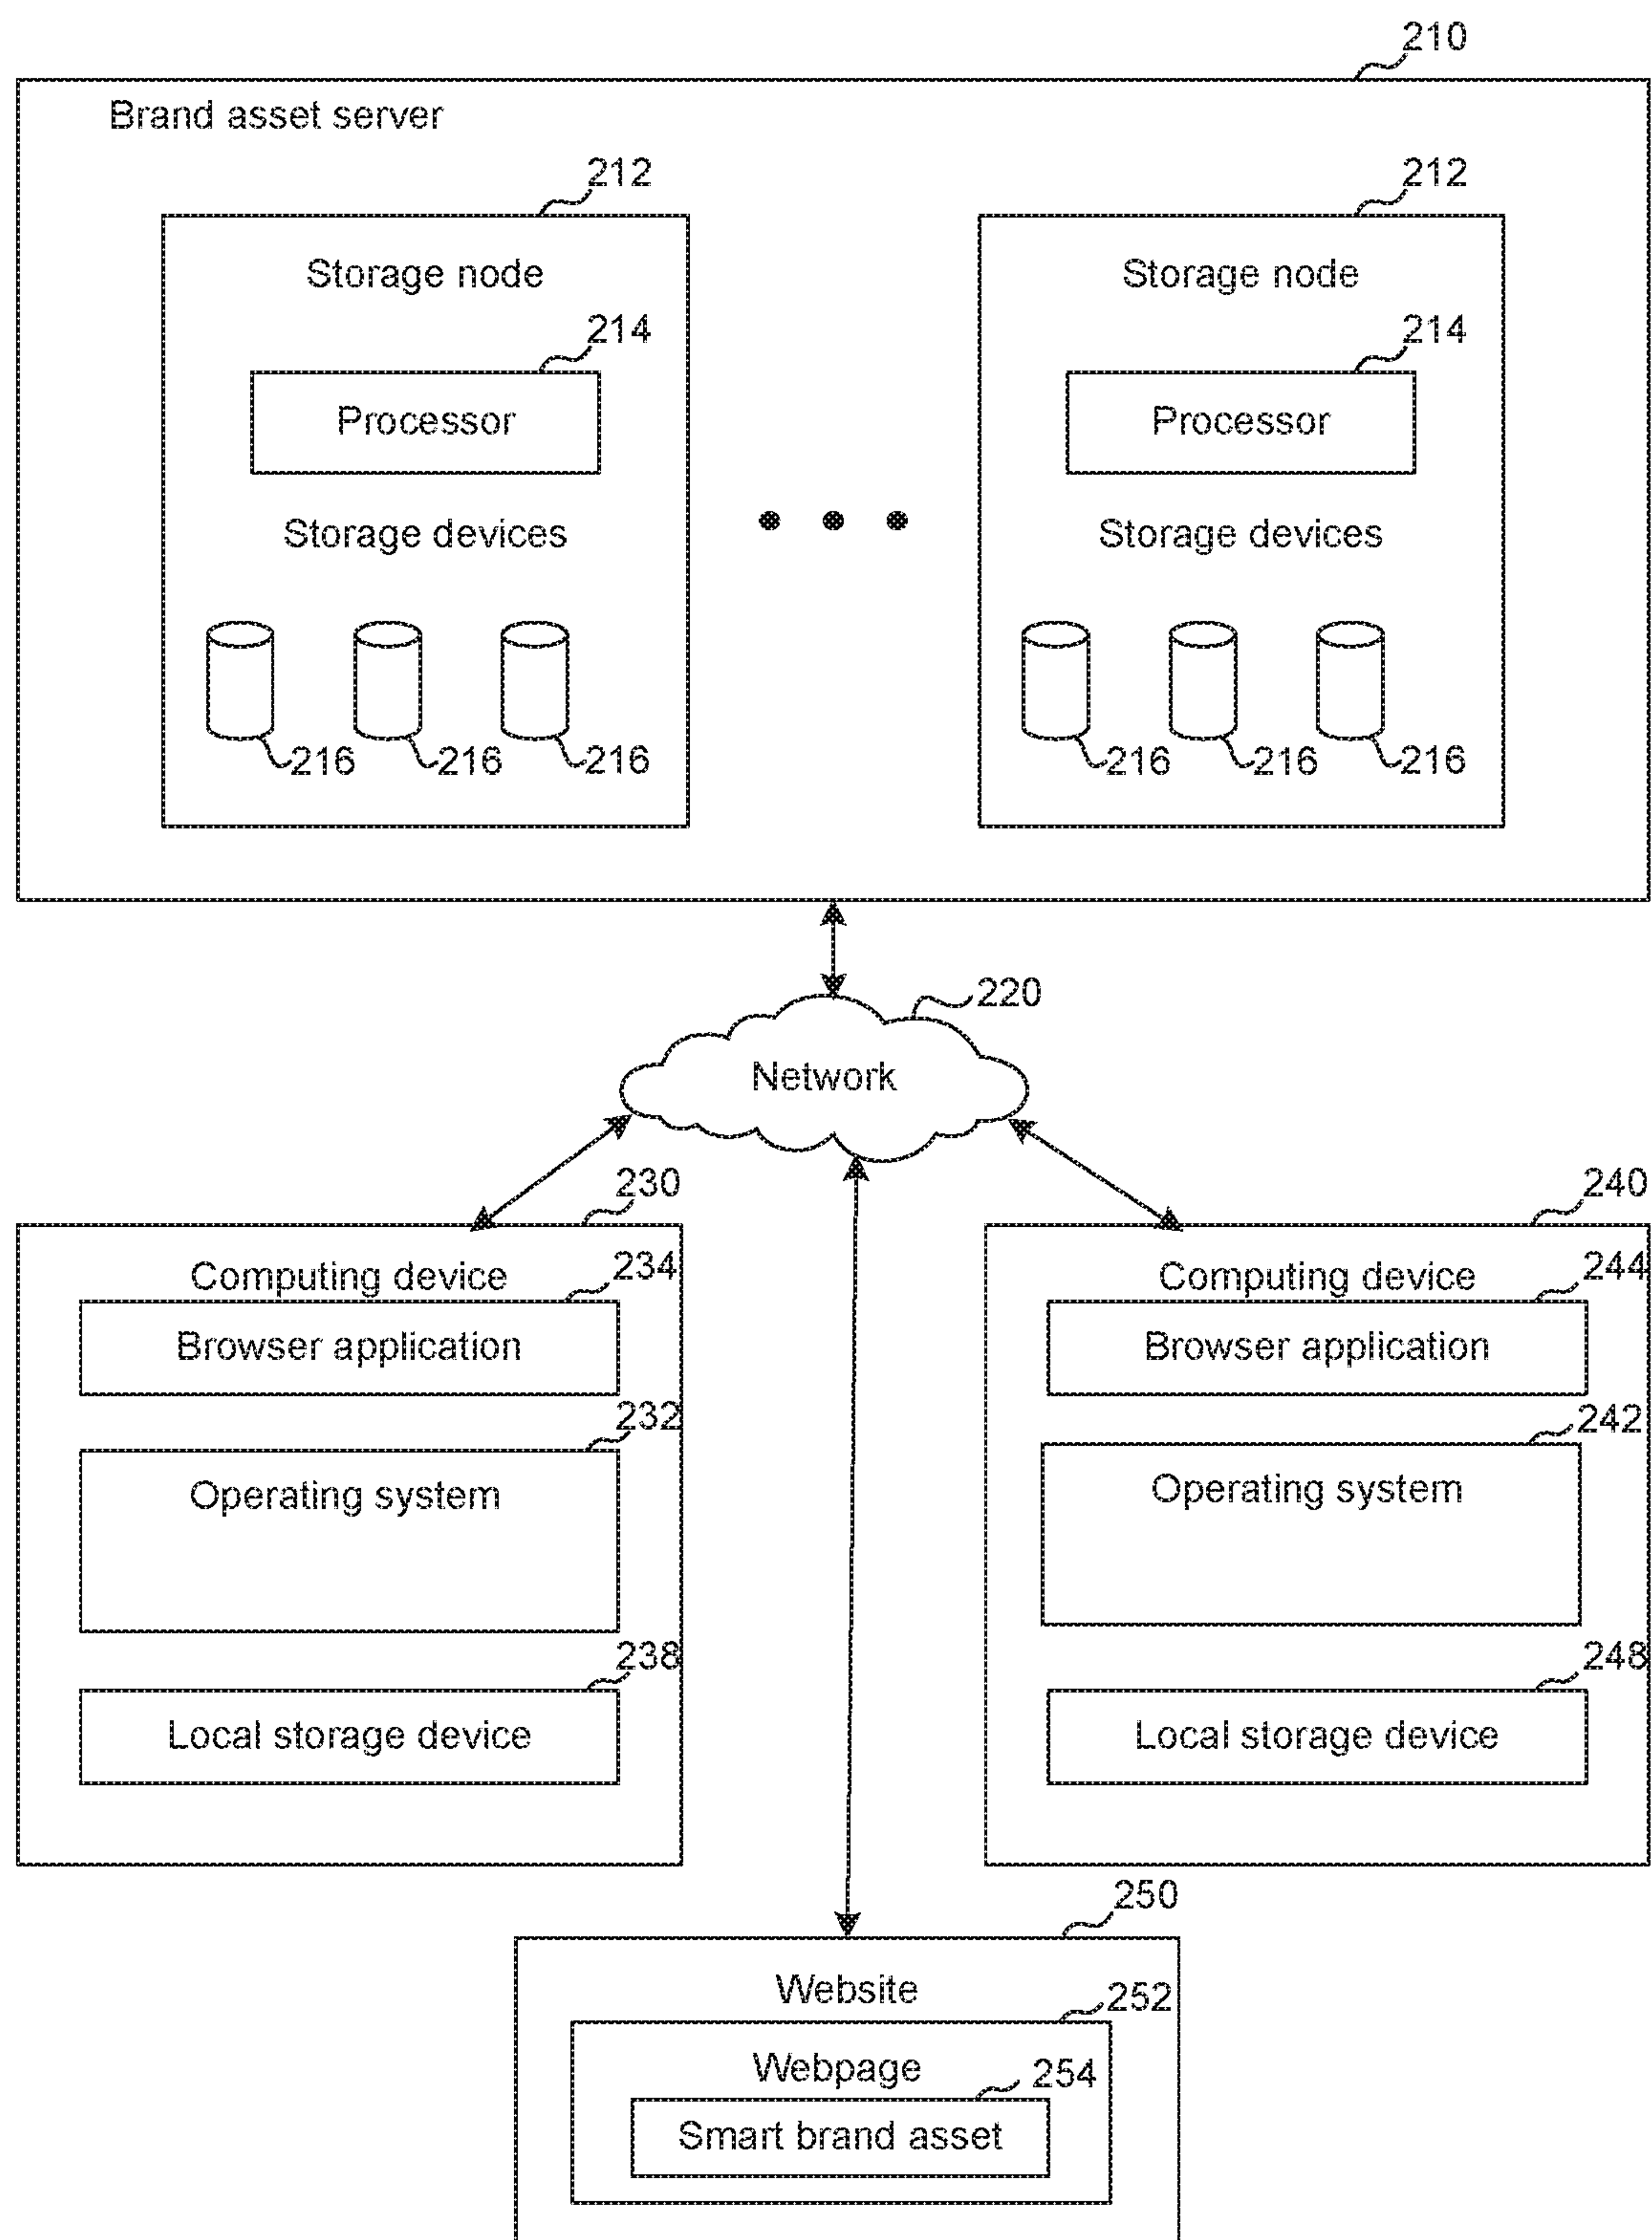 210
Brand asset server
212 212
Storage node Storage node
214 214
Processor Processor
Storage devices Storage devices
216 216 216 216 216 216
220
Network
230 240
Computing device 234 Computing device 244
Browser application Browser application
232 242
Operating system Operating system
238 248
Local storage device Local storage device
250
Website
252
Webpage
254
Smart brand asset